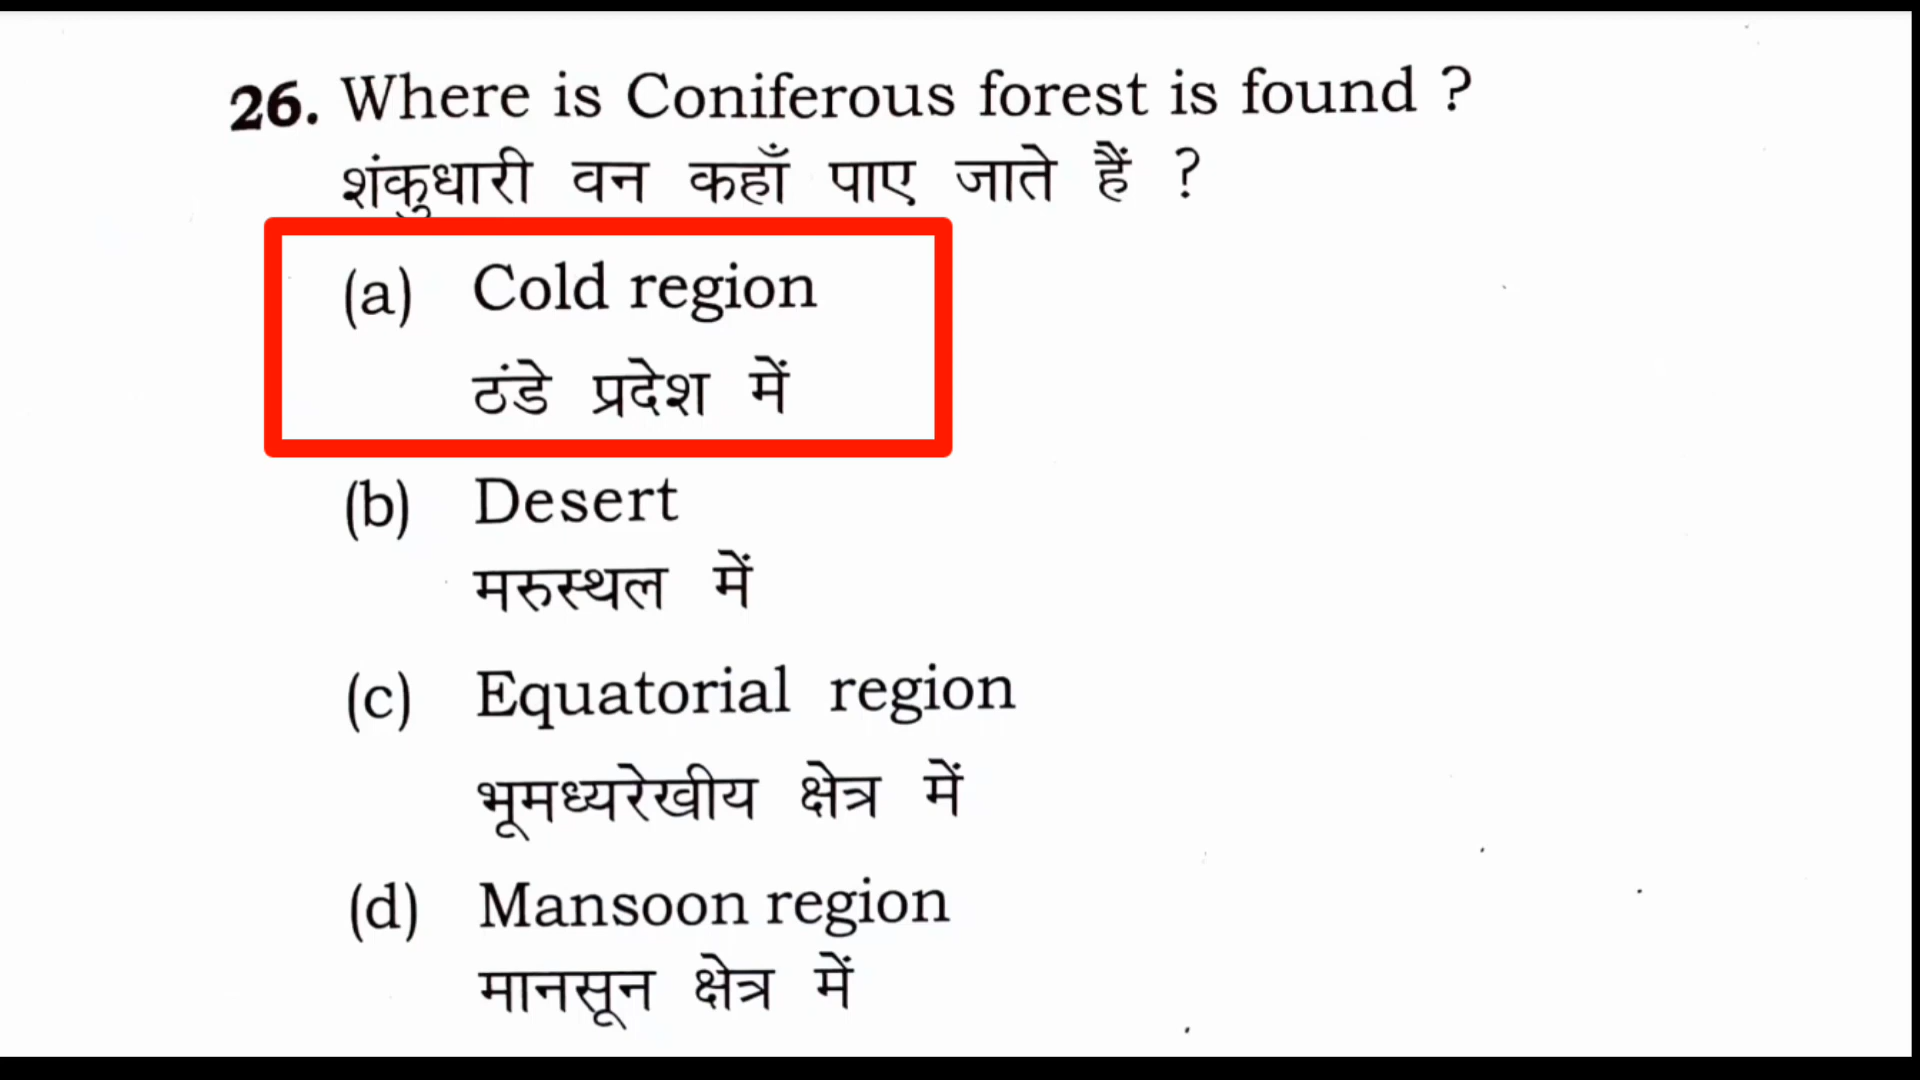 26. Where is Coniferous forest is found ?
शंकुधारी वन कहाँ पाए जाते हैं ?
(a) Cold region
ठंडे प्रदेश में
(b) Desert
मरुस्थल में
(c) Equatorial region
भूमध्यरेखीय क्षेत्र में
(d) Mansoon region
मानसून क्षेत्र में